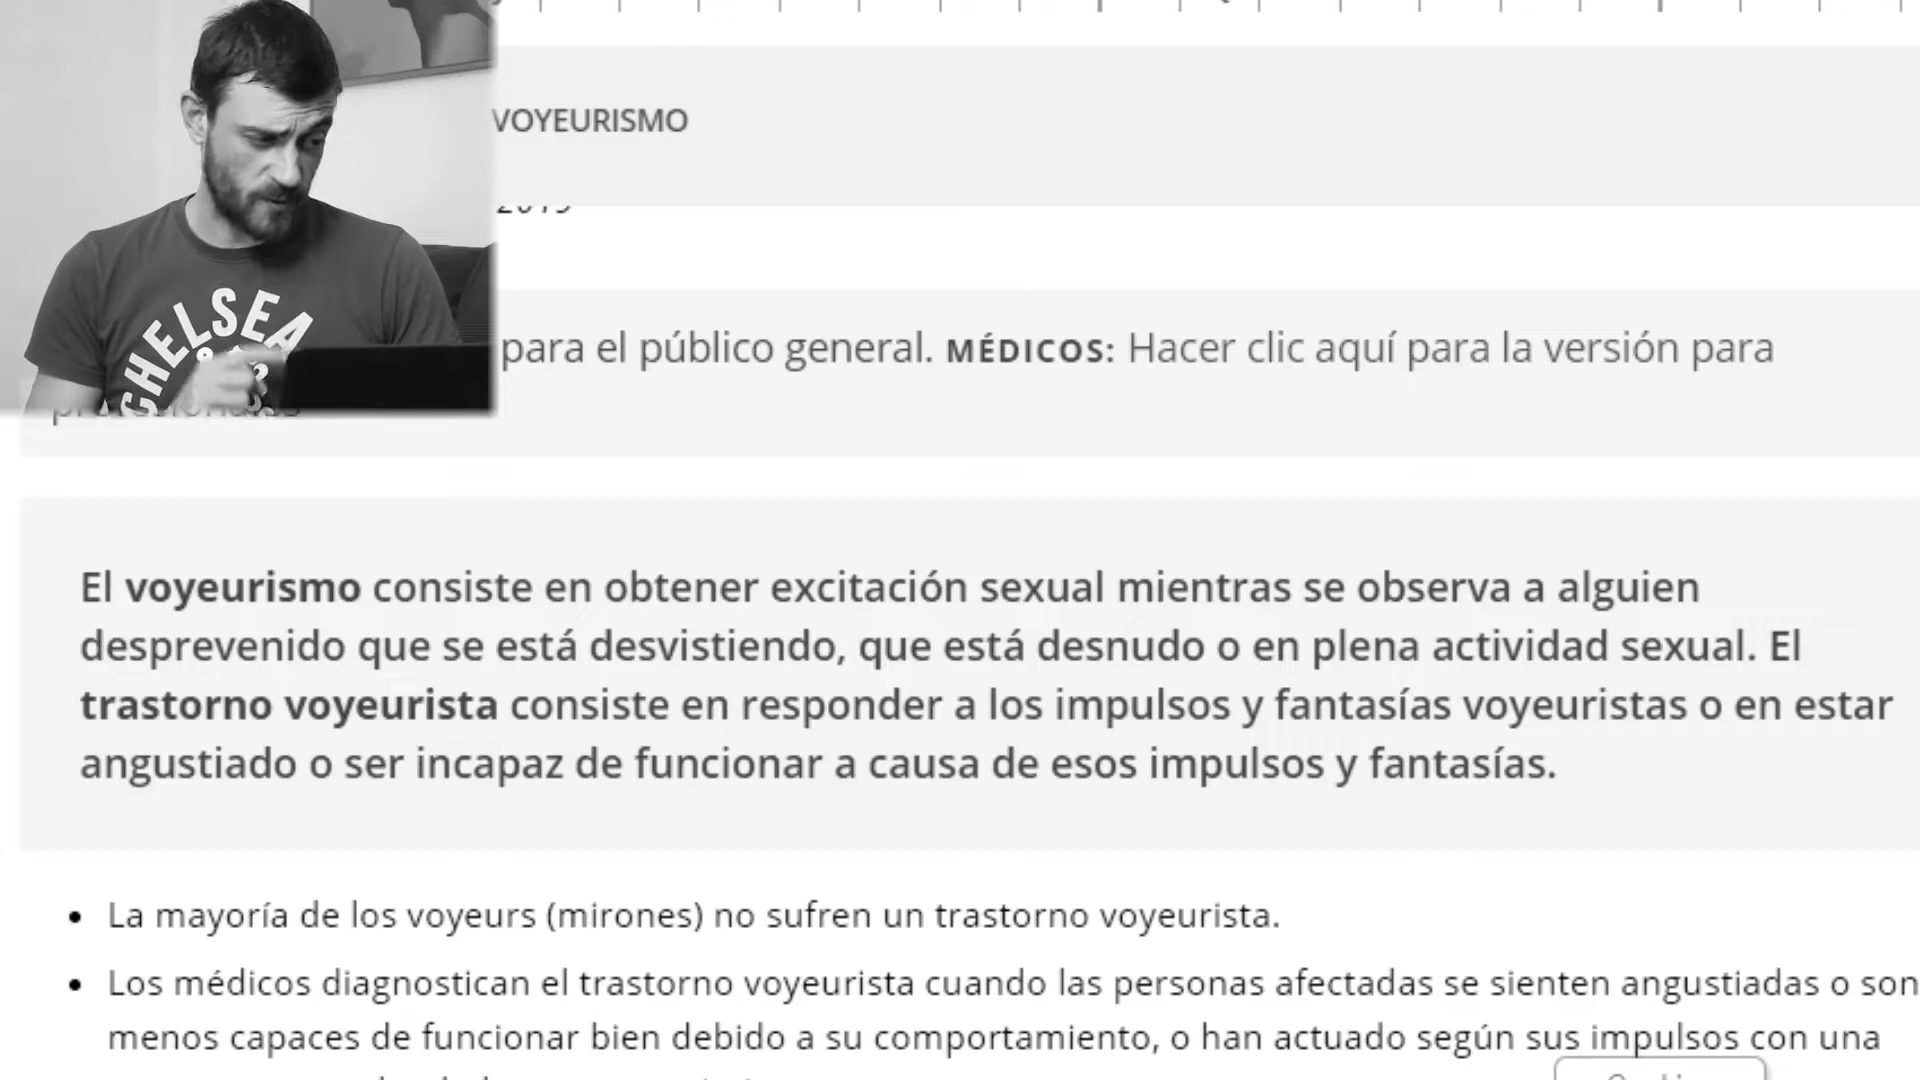 VOYEURISMO
2019
CHELSEA
para el público general. MÉDICOS: Hacer clic aquí para la versión para
profesionales
El voyeurismo consiste en obtener excitación sexual mientras se observa a alguien
desprevenido que se está desvistiendo, que está desnudo o en plena actividad sexual. El
trastorno voyeurista consiste en responder a los impulsos y fantasías voyeuristas o en estar
angustiado o ser incapaz de funcionar a causa de esos impulsos y fantasías.
• La mayoría de los voyeurs (mirones) no sufren un trastorno voyeurista.
• Los médicos diagnostican el trastorno voyeurista cuando las personas afectadas se sienten angustiadas o son
menos capaces de funcionar bien debido a su comportamiento, o han actuado según sus impulsos con una